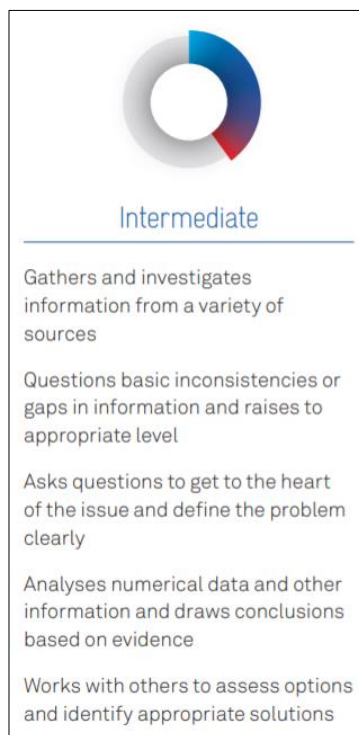 Intermediate
Gathers and investigates
information from a variety of
sources
Questions basic inconsistencies or
gaps in information and raises to
appropriate level
Asks questions to get to the heart
of the issue and define the problem
clearly
Analyses numerical data and other
information and draws conclusions
based on evidence
Works with others to assess options
and identify appropriate solutions